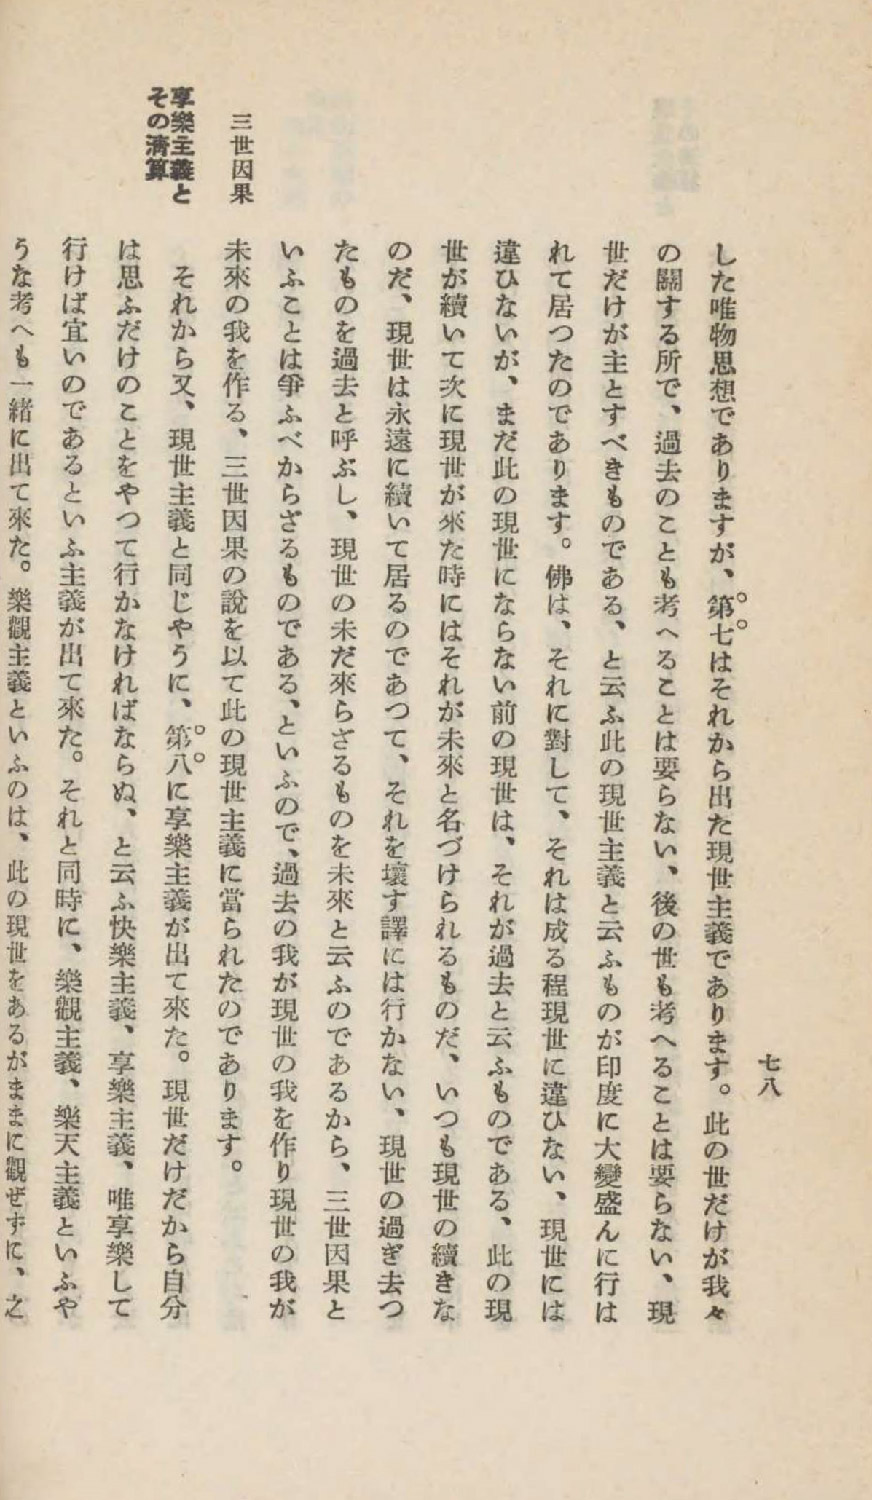 七八
した唯物思想でありますが、第七はそれから出た現世主義であります。此の世だけが我々
の關する所で、過去のことも考へることは要らない、後の世も考へることは要らない、現
世だけが主とすべきものである、と云ふ此の現世主義と云ふものが印度に大變盛んに行は
れて居つたのであります。佛は、それに對して、それは成る程現世に違ひない、現世には
違ひないが、まだ此の現世にならない前の現世は、それが過去と云ふものである、此の現
世が續いて次に現世が來た時にはそれが未來と名づけられるものだ、いつも現世の續きな
のだ、現世は永遠に續いて居るのであつて、それを壞す譯には行かない、現世の過ぎ去つ
たものを過去と呼ぶし、現世の未だ來らざるものを未來と云ふのであるから、三世因果と
いふことは爭ふべからざるものである、といふので、過去の我が現世の我を作り現世の我が
三世因果
未來の我を作る、三世因果の說を以て此の現世主義に當られたのであります。
享樂主義と
その淸算
それから又、現世主義と同じやうに、第八に享樂主義が出て來た。現世だけだから自分
は思ふだけのことをやつて行かなければならぬ、と云ふ快樂主義、享樂主義、唯享樂して
行けば宜いのであるといふ主義が出て來た。それと同時に、樂觀主義、樂天主義といふや
うな考へも一緒に出て來た。樂觀主義といふのは、此の現世をあるがままに觀ぜずに、之